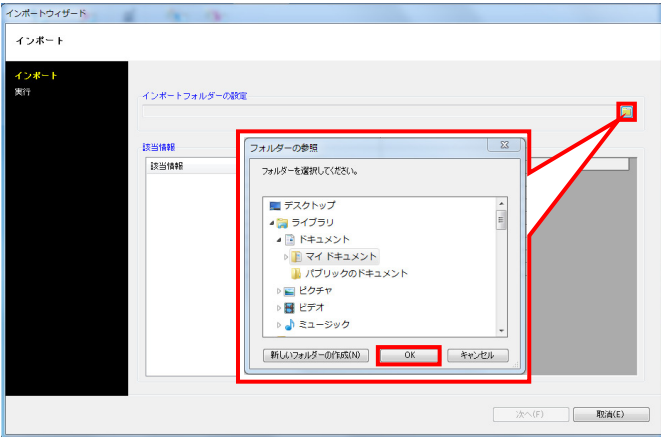 インポートウィザード
インポート
インポート
実行
インポートフォルダーの設定
該当情報
該当情報
フォルダーの参照
フォルダーを選択してください。
デスクトップ
ライブラリ
ドキュメント
マイ ドキュメント
パブリックのドキュメント
ピクチャ
ビデオ
ミュージック
新しいフォルダーの作成(N)
OK
キャンセル
次へ(F)
取消(E)